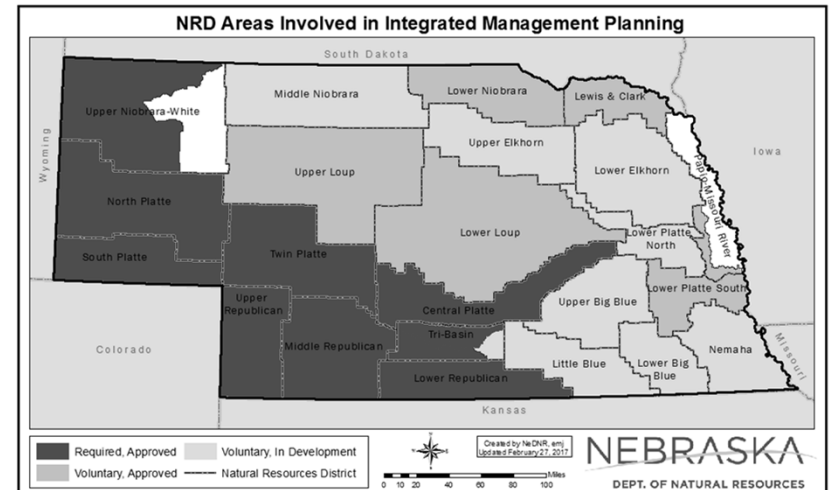 NRD Areas Involved in Integrated Management Planning
South Dakota
Wyoming
Iowa
Colorado
Kansas
Missouri
Upper Niobrara-White
Middle Niobrara
Lower Niobrara
Lewis & Clark
Upper Elkhorn
Lower Elkhorn
Papio-Missouri River
Upper Loup
North Platte
Lower Loup
Lower Platte
North
South Platte
Twin Platte
Lower Platte South
Upper
Republican
Central Platte
Upper Big Blue
Tri-Basin
Middle Republican
Little Blue
Lower Big
Blue
Nemaha
Lower Republican
Required, Approved
Voluntary, In Development
Voluntary, Approved
Natural Resources District
Created by NeDNR, emj
Updated February 27, 2017
Miles
0 10 20 40 60 80 100
NEBRASKA
DEPT. OF NATURAL RESOURCES